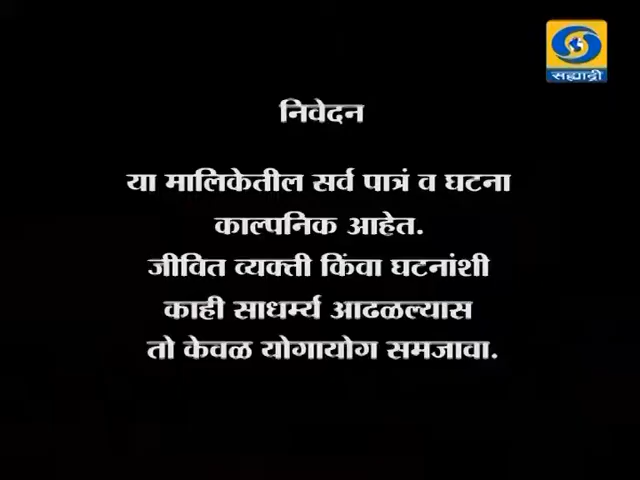 सह्याद्री
निवेदन
या मालिकेतील सर्व पात्रं व घटना
काल्पनिक आहेत.
जीवित व्यक्ती किंवा घटनांशी
काही साधर्म्य आढळल्यास
तो केवळ योगायोग समजावा.